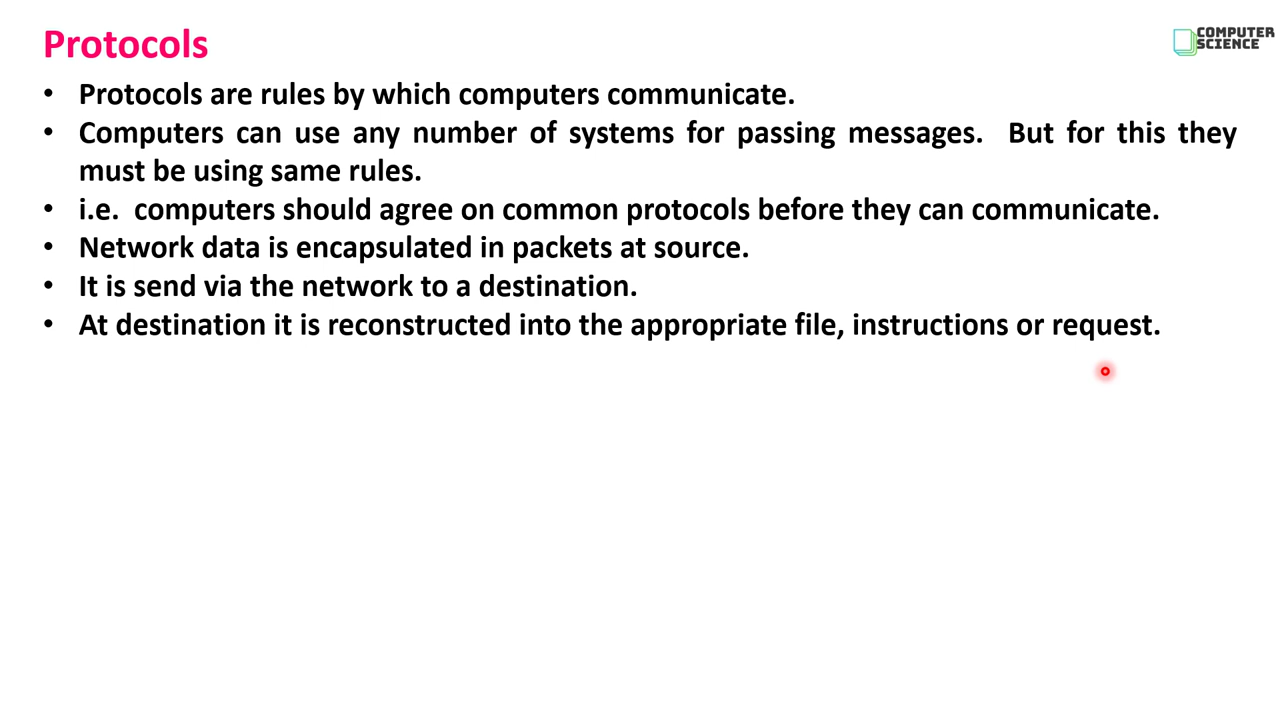 Protocols
COMPUTER
SCIENCE
• Protocols are rules by which computers communicate.
• Computers can use any number of systems for passing messages. But for this they
must be using same rules.
• i.e. computers should agree on common protocols before they can communicate.
• Network data is encapsulated in packets at source.
• It is send via the network to a destination.
• At destination it is reconstructed into the appropriate file, instructions or request.